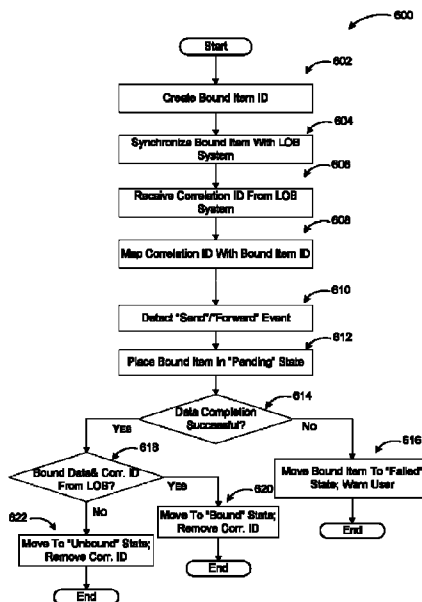 600
Start
602
Create Bound Item ID
604
Synchronize Bound Item With LOB
System
606
Receive Correlation ID From LOB
System
608
Map Correlation ID With Bound Item ID
610
Detect "Send"/"Forward" Event
612
Place Bound Item in "Pending" State
614
Data Completion
Successful?
YES
NO
618
Bound Data& Corr. ID
From LOB?
YES
NO
616
Move Bound Item To "Failed"
State; Warn User
End
620
Move To "Bound" State;
Remove Corr. ID
End
622
Move To "Unbound" State;
Remove Corr. ID
End